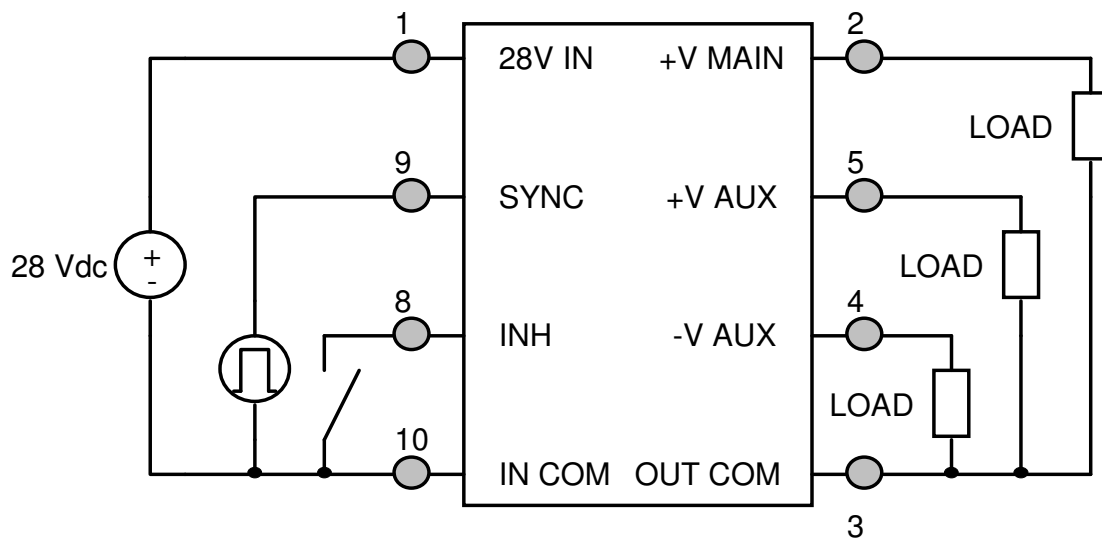 1
2
28V IN
+V MAIN
LOAD
9
5
SYNC
+V AUX
28 Vdc
+
-
LOAD
8
4
INH
-V AUX
LOAD
10
IN COM
OUT COM
3